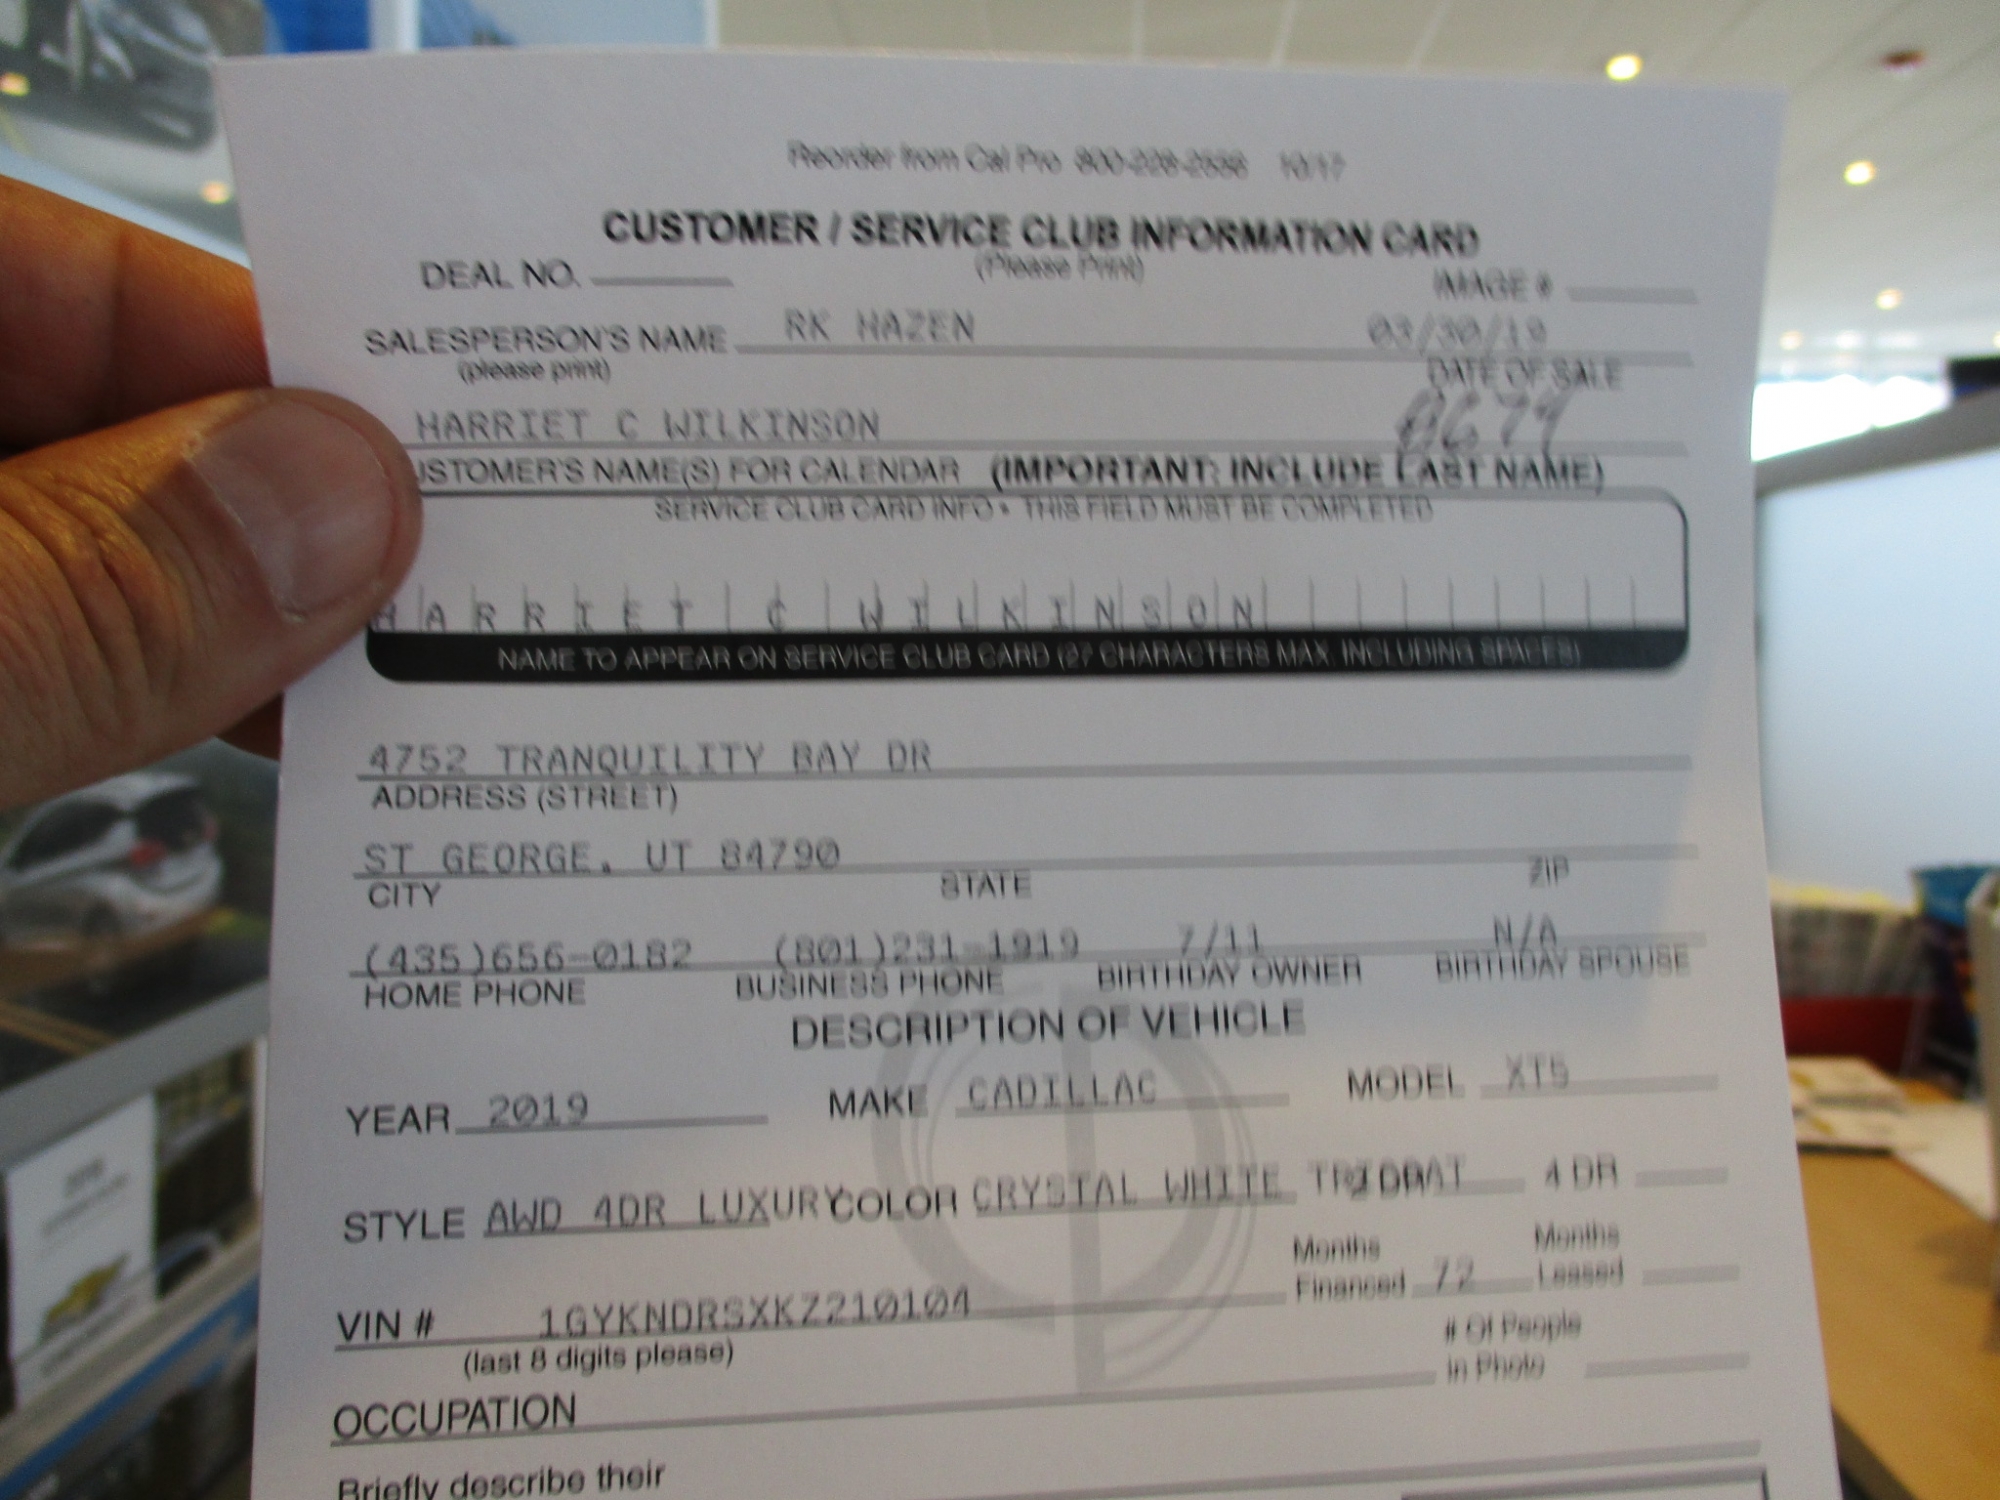 Reorder from Cal Pro 800-228-2558 10/17
CUSTOMER / SERVICE CLUB INFORMATION CARD
(Please Print)
DEAL NO. IMAGE #
SALESPERSON'S NAME RK HAZEN 03/30/19
(please print) DATE OF SALE
HARRIET C WILKINSON
USTOMER'S NAME(S) FOR CALENDAR (IMPORTANT: INCLUDE LAST NAME)
SERVICE CLUB CARD INFO • THIS FIELD MUST BE COMPLETED
HARRIET C WILKINSON
NAME TO APPEAR ON SERVICE CLUB CARD (27 CHARACTERS MAX. INCLUDING SPACES)
4752 TRANQUILITY BAY DR
ADDRESS (STREET)
ST GEORGE, UT 84790
CITY STATE ZIP
(435)656-0182 (801)231-1919 7/11 N/A
HOME PHONE BUSINESS PHONE BIRTHDAY OWNER BIRTHDAY SPOUSE
DESCRIPTION OF VEHICLE
YEAR 2019 MAKE CADILLAC MODEL XT5
STYLE AWD 4DR LUXURY COLOR CRYSTAL WHITE 4 DR
Months Financed 72 Months Leased
VIN # 1GYKNDRSXKZ210104
(last 8 digits please) # Of People in Photo
OCCUPATION
Briefly describe their